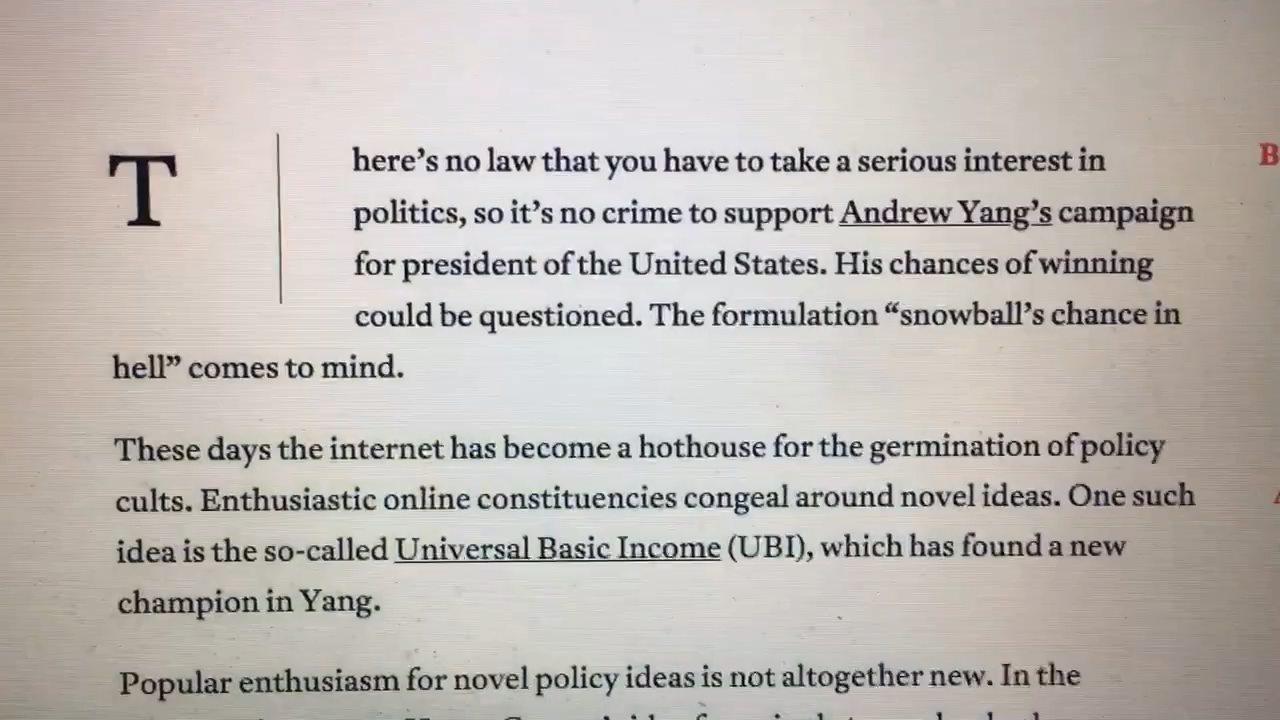 There's no law that you have to take a serious interest in
politics, so it's no crime to support Andrew Yang's campaign
for president of the United States. His chances of winning
could be questioned. The formulation “snowball's chance in
hell” comes to mind.
These days the internet has become a hothouse for the germination of policy
cults. Enthusiastic online constituencies congeal around novel ideas. One such
idea is the so-called Universal Basic Income (UBI), which has found a new
champion in Yang.
Popular enthusiasm for novel policy ideas is not altogether new. In the
B